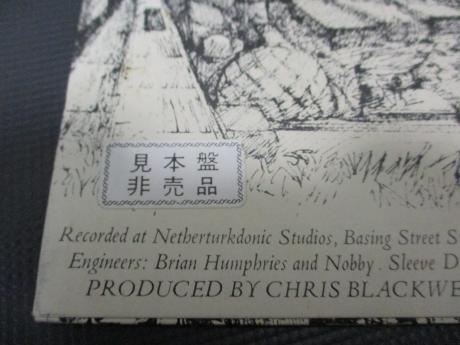 見本盤
非売品
Recorded at Netherturkdonic Studios, Basing Street S
Engineers: Brian Humphries and Nobby. Sleeve D
PRODUCED BY CHRIS BLACKWE